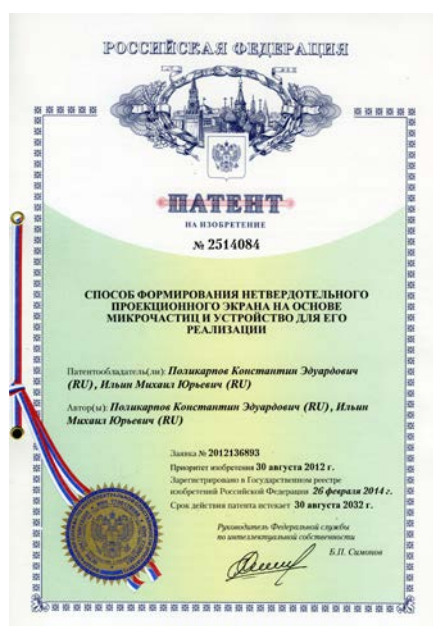 РОССИЙСКАЯ ФЕДЕРАЦИЯ
ПАТЕНТ
НА ИЗОБРЕТЕНИЕ
№ 2514084
СПОСОБ ФОРМИРОВАНИЯ НЕТВЕРДОТЕЛЬНОГО
ПРОЕКЦИОННОГО ЭКРАНА НА ОСНОВЕ
МИКРОЧАСТИЦ И УСТРОЙСТВО ДЛЯ ЕГО
РЕАЛИЗАЦИИ
Патентообладатель(ли): Поликарпов Константин Эдуардович
(RU), Ильин Михаил Юрьевич (RU)
Автор(ы): Поликарпов Константин Эдуардович (RU), Ильин
Михаил Юрьевич (RU)
Заявка № 2012136893
Приоритет изобретения 30 августа 2012 г.
Зарегистрировано в Государственном реестре
изобретений Российской Федерации 26 февраля 2014 г.
Срок действия патента истекает 30 августа 2032 г.
Руководитель Федеральной службы
по интеллектуальной собственности
Б.П. Симонов